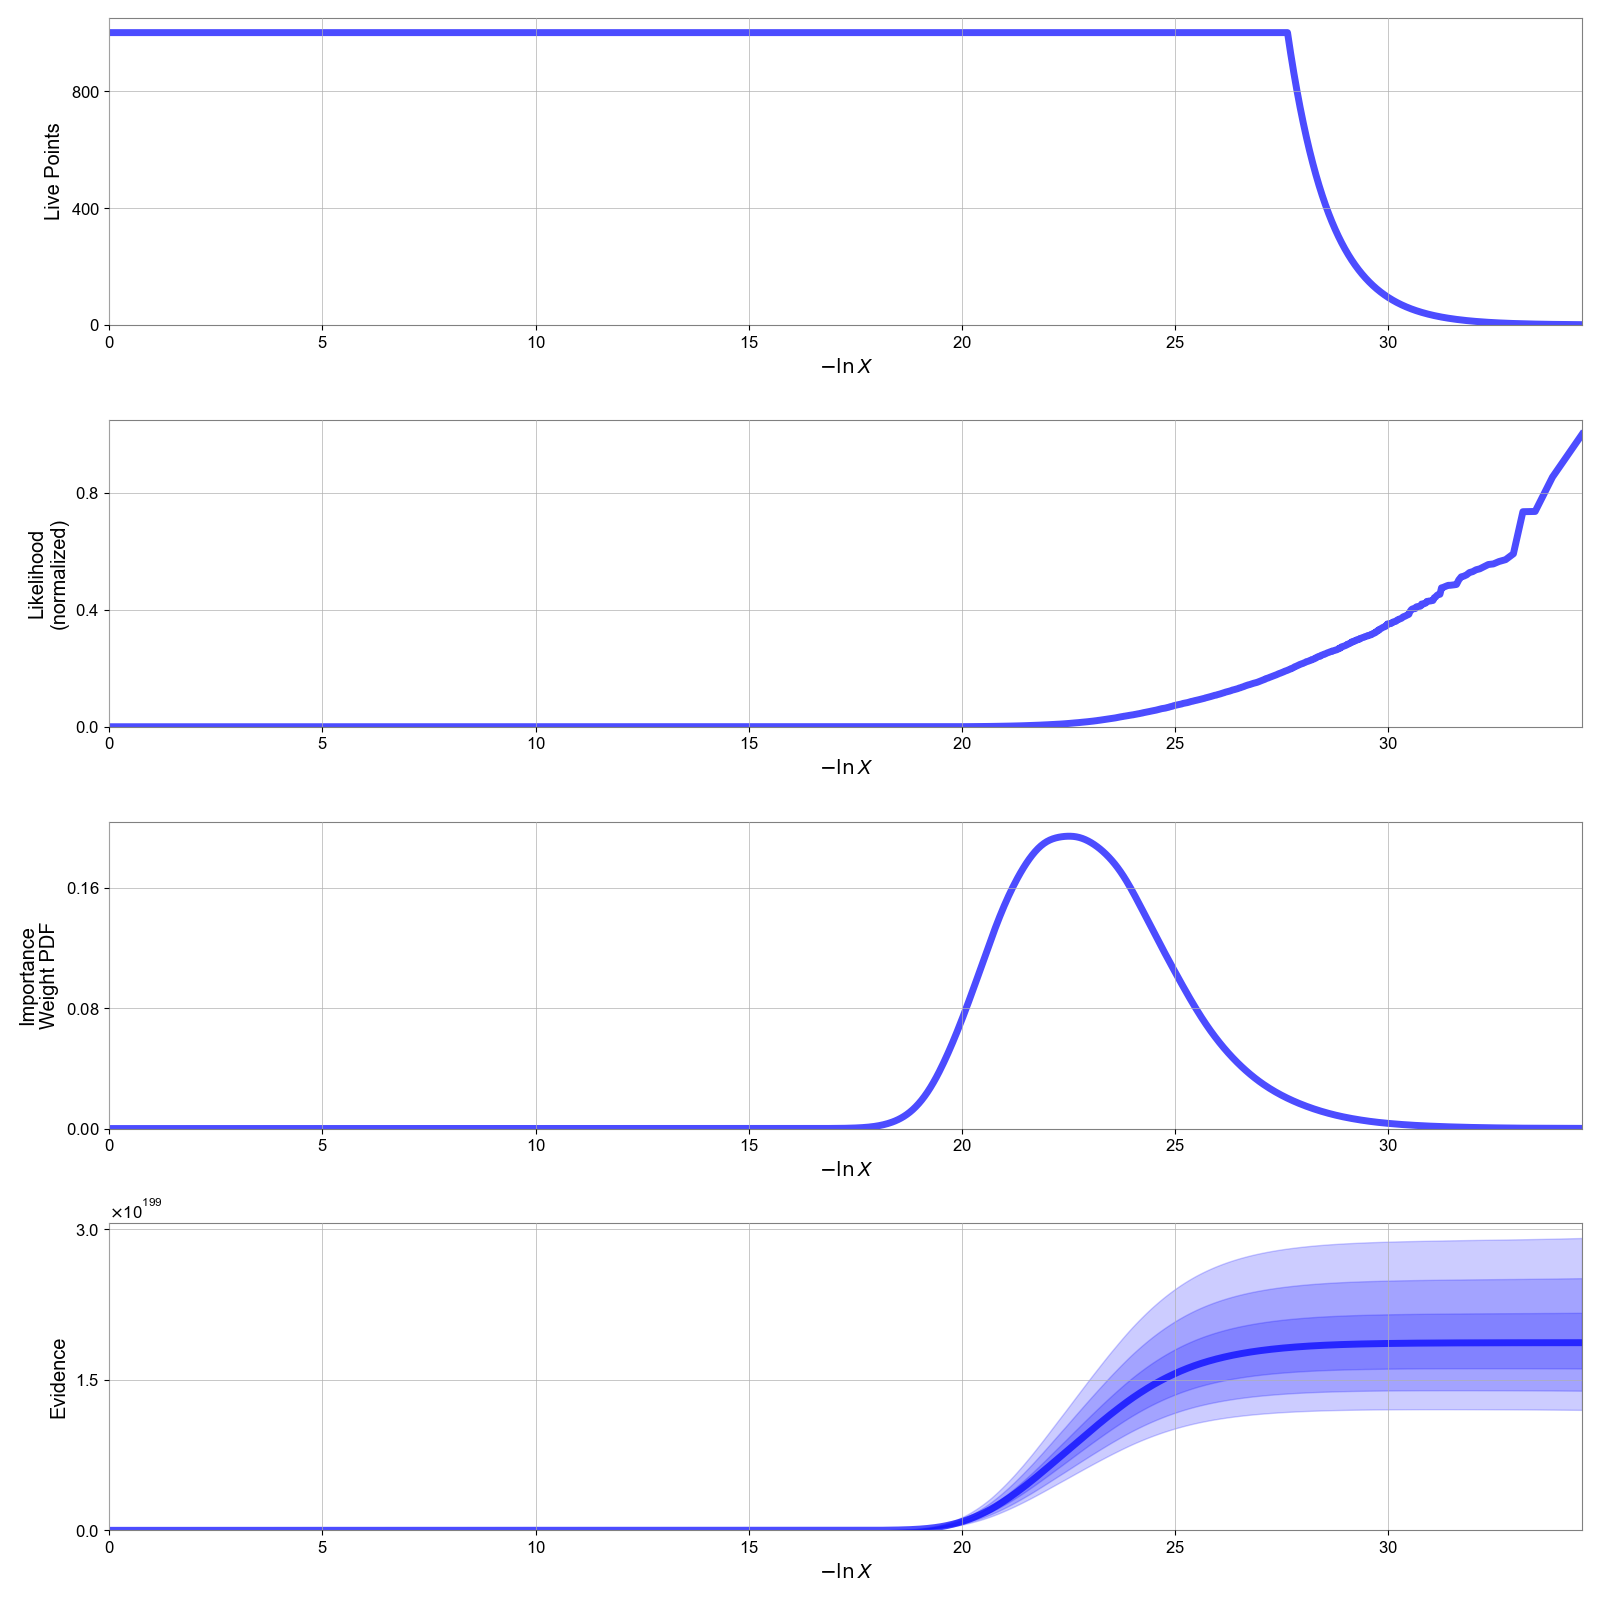 800
400
0
Live Points
0 5 10 15 20 25 30
−ln X
0.8
0.4
0.0
Likelihood
(normalized)
0 5 10 15 20 25 30
−ln X
0.16
0.08
0.00
Importance
Weight PDF
0 5 10 15 20 25 30
−ln X
×10¹⁹⁹
3.0
1.5
0.0
Evidence
0 5 10 15 20 25 30
−ln X